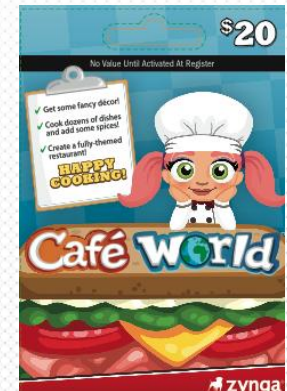 $20
No Value Until Activated At Register
Get some fancy décor!
Cook dozens of dishes
and add some spices!
Create a fully-themed
restaurant!
HAPPY
COOKING!
Café World
zynga